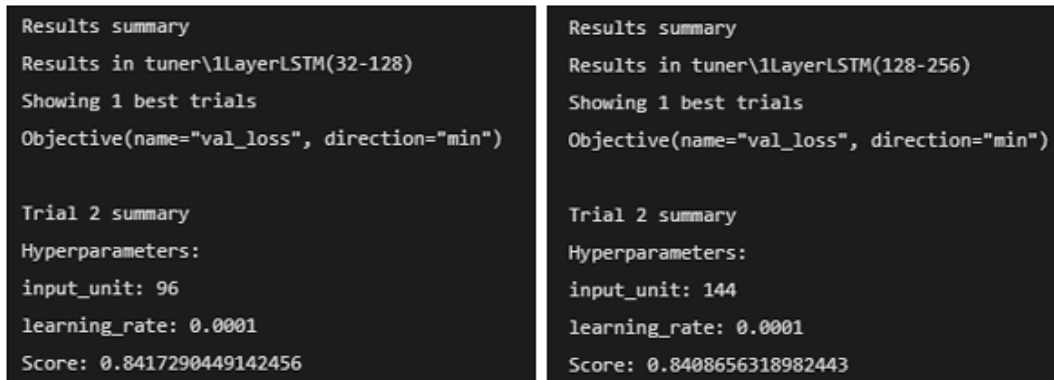 Results summary
Results in tuner\1LayerLSTM(32-128)
Showing 1 best trials
Objective(name="val_loss", direction="min")
Trial 2 summary
Hyperparameters:
input_unit: 96
learning_rate: 0.0001
Score: 0.8417290449142456
Results summary
Results in tuner\1LayerLSTM(128-256)
Showing 1 best trials
Objective(name="val_loss", direction="min")
Trial 2 summary
Hyperparameters:
input_unit: 144
learning_rate: 0.0001
Score: 0.8408656318982443